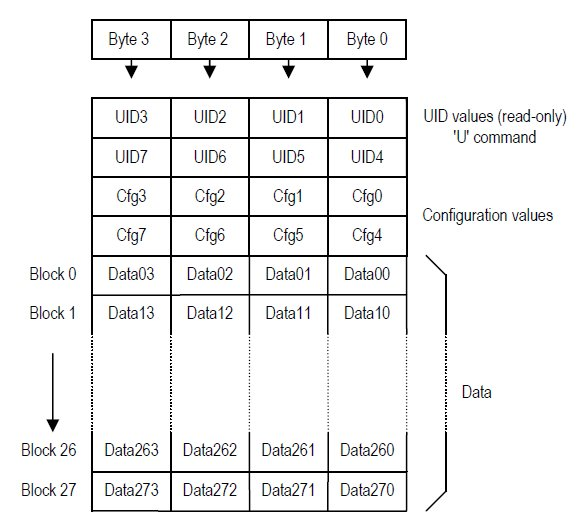 Byte 3 Byte 2 Byte 1 Byte 0
UID3 UID2 UID1 UID0
UID values (read-only)
'U' command
UID7 UID6 UID5 UID4
Cfg3 Cfg2 Cfg1 Cfg0
Configuration values
Cfg7 Cfg6 Cfg5 Cfg4
Block 0 Data03 Data02 Data01 Data00
Block 1 Data13 Data12 Data11 Data10
Data
Block 26 Data263 Data262 Data261 Data260
Block 27 Data273 Data272 Data271 Data270